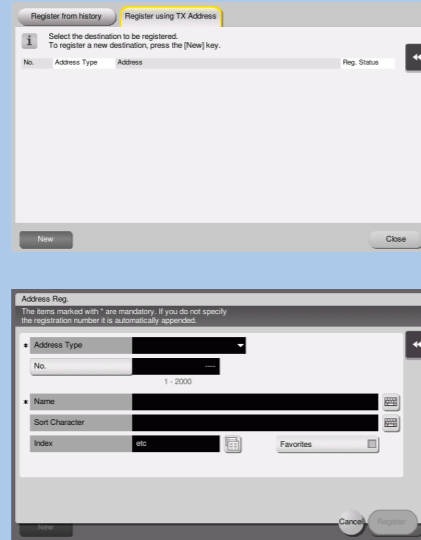 Register from history
Register using TX Address
Select the destination to be registered.
To register a new destination, press the [New] key.
No. Address Type Address Reg. Status
New Close
Address Reg.
The items marked with * are mandatory. If you do not specify
the registration number it is automatically appended.
* Address Type
No. ----
1 - 2000
* Name
Sort Character
Index etc Favorites
Cancel Register
New